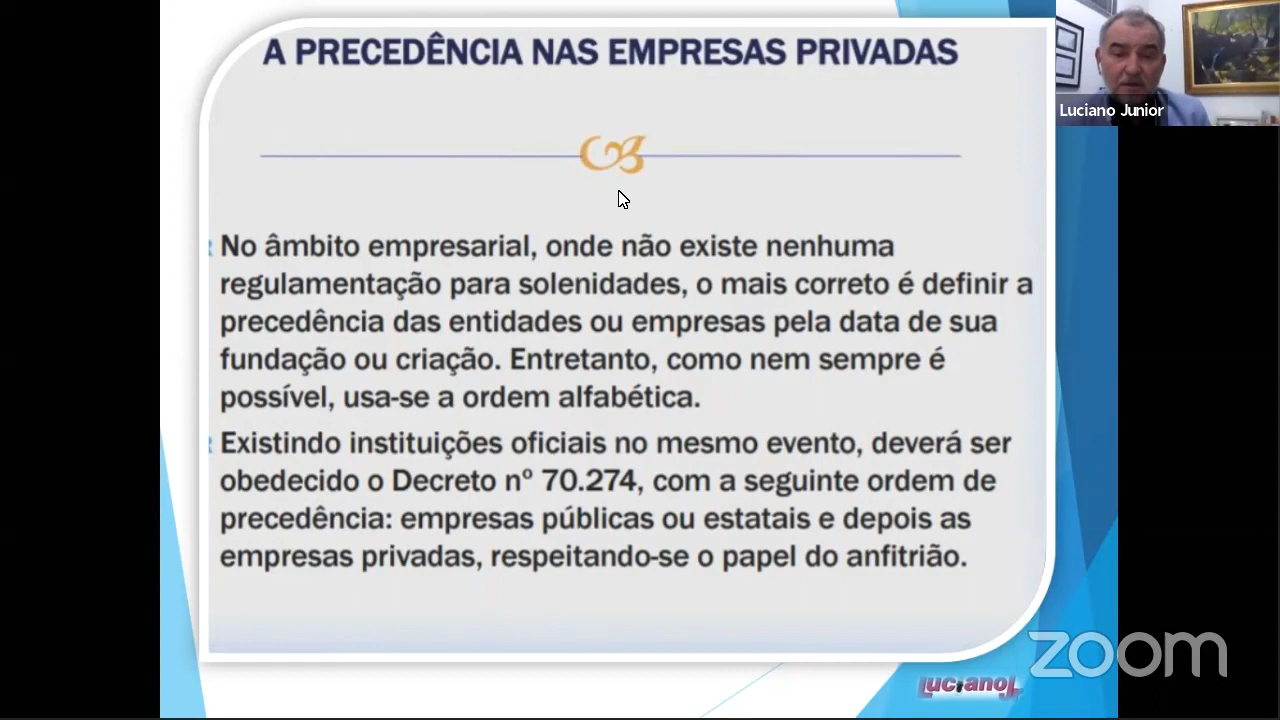 A PRECEDÊNCIA NAS EMPRESAS PRIVADAS
Luciano Junior
No âmbito empresarial, onde não existe nenhuma
regulamentação para solenidades, o mais correto é definir a
precedência das entidades ou empresas pela data de sua
fundação ou criação. Entretanto, como nem sempre é
possível, usa-se a ordem alfabética.
Existindo instituições oficiais no mesmo evento, deverá ser
obedecido o Decreto nº 70.274, com a seguinte ordem de
precedência: empresas públicas ou estatais e depois as
empresas privadas, respeitando-se o papel do anfitrião.
zoom
LucianoJr